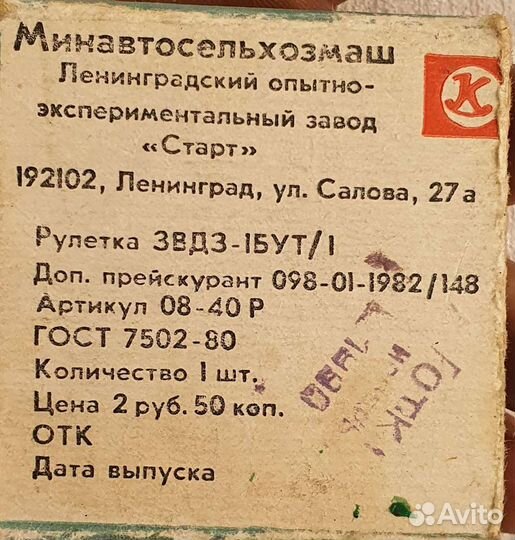 Минавтосельхозмаш
Ленинградский опытно-
экспериментальный завод
«Старт»
192102, Ленинград, ул. Салова, 27а
Рулетка ЗВДЗ-1БУТ/1
Доп. прейскурант 098-01-1982/148
Артикул 08-40 Р
ГОСТ 7502-80
Количество 1 шт.
Цена 2 руб. 50 коп.
ОТК
Дата выпуска
ОТК
К
Avito